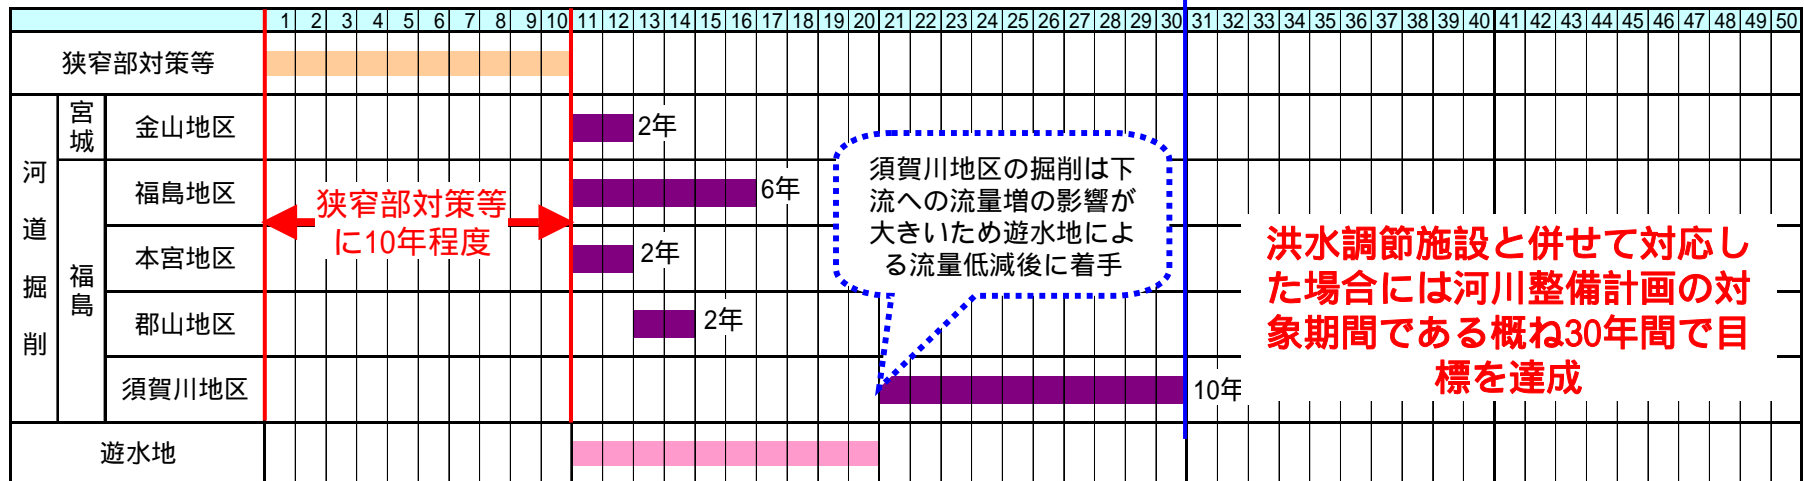 1 2 3 4 5 6 7 8 9 10 11 12 13 14 15 16 17 18 19 20 21 22 23 24 25 26 27 28 29 30 31 32 33 34 35 36 37 38 39 40 41 42 43 44 45 46 47 48 49 50
狭窄部対策等
河道掘削
宮城
金山地区
2年
福島
福島地区
6年
本宮地区
2年
郡山地区
2年
須賀川地区
10年
遊水地
狭窄部対策等
に10年程度
須賀川地区の掘削は下
流への流量増の影響が
大きいため遊水地によ
る流量低減後に着手
洪水調節施設と併せて対応し
た場合には河川整備計画の対
象期間である概ね30年間で目
標を達成